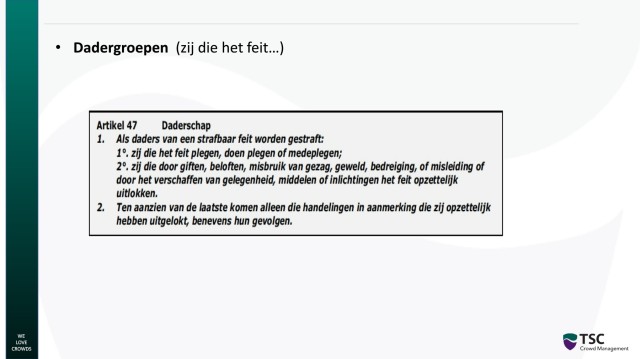 • Dadergroepen (zij die het feit…)
Artikel 47 Daderschap
1. Als daders van een strafbaar feit worden gestraft:
1°. zij die het feit plegen, doen plegen of medeplegen;
2°. zij die door giften, beloften, misbruik van gezag, geweld, bedreiging, of misleiding of
door het verschaffen van gelegenheid, middelen of inlichtingen het feit opzettelijk
uitlokken.
2. Ten aanzien van de laatste komen alleen die handelingen in aanmerking die zij opzettelijk
hebben uitgelokt, benevens hun gevolgen.
WE
LOVE
CROWDS
TSC
Crowd Management